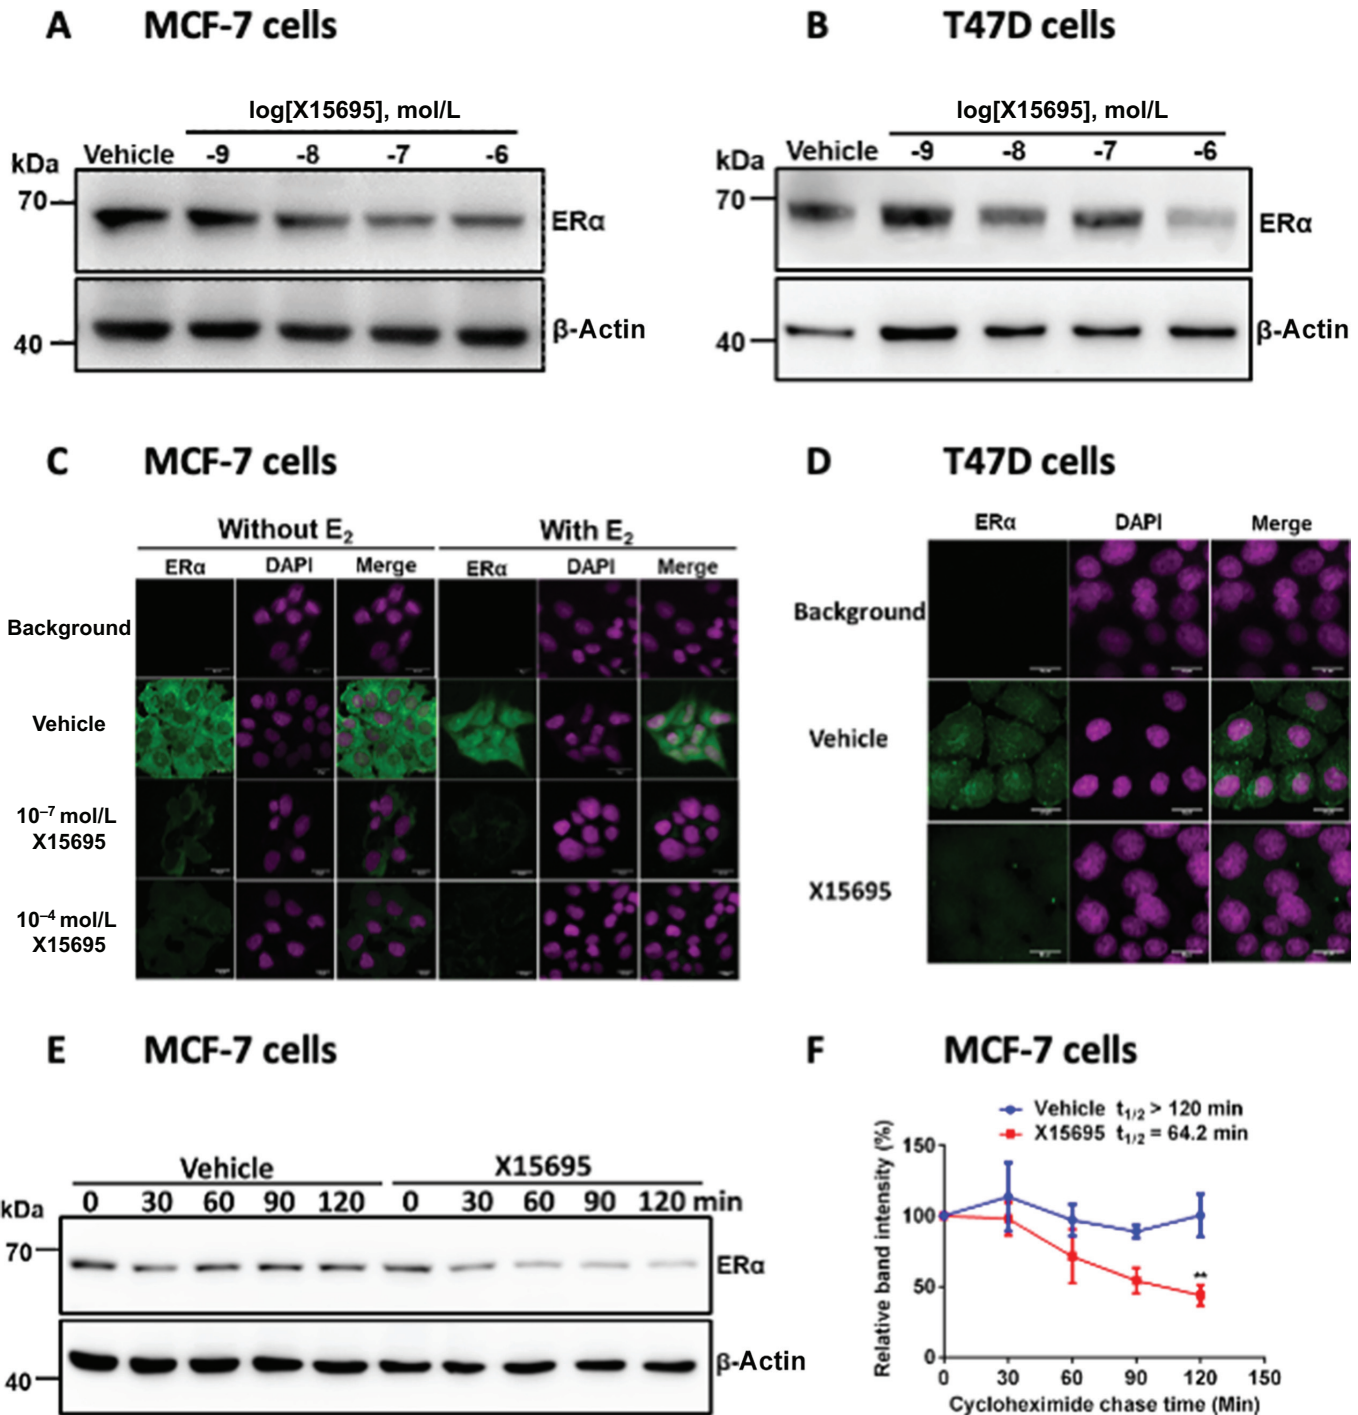 A MCF-7 cells
log[X15695], mol/L
kDa Vehicle -9 -8 -7 -6
70
ERα
40
β-Actin
B T47D cells
log[X15695], mol/L
kDa Vehicle -9 -8 -7 -6
70
ERα
40
β-Actin
C MCF-7 cells
Without E2 With E2
ERα DAPI Merge ERα DAPI Merge
Background
Vehicle
10–7 mol/L
X15695
10–4 mol/L
X15695
D T47D cells
ERα DAPI Merge
Background
Vehicle
X15695
E MCF-7 cells
Vehicle X15695
kDa 0 30 60 90 120 0 30 60 90 120 min
70
ERα
40
β-Actin
F MCF-7 cells
Vehicle t1/2 > 120 min
X15695 t1/2 = 64.2 min
Relative band intensity (%)
150
100
50
0
**
0 30 60 90 120 150
Cycloheximide chase time (Min)